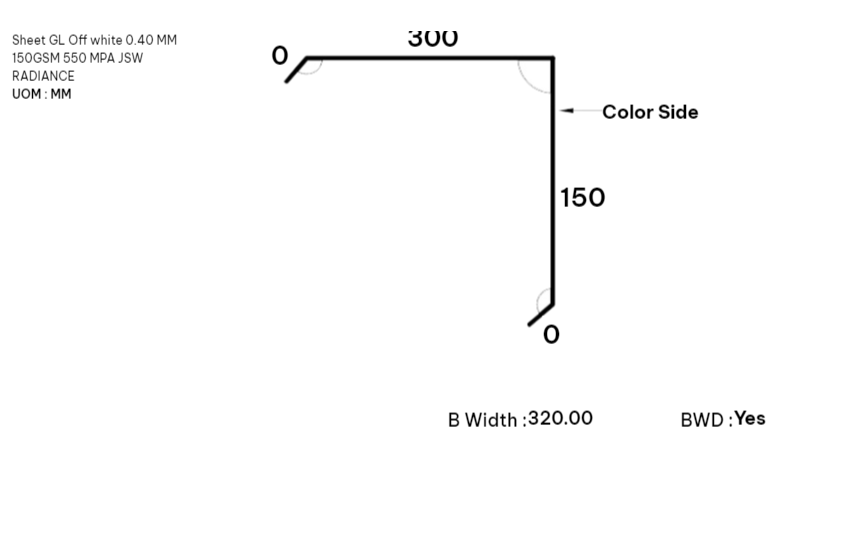 Sheet GL Off white 0.40 MM
150GSM 550 MPA JSW
RADIANCE
UOM : MM
300
0
Color Side
150
0
B Width :320.00
BWD :Yes